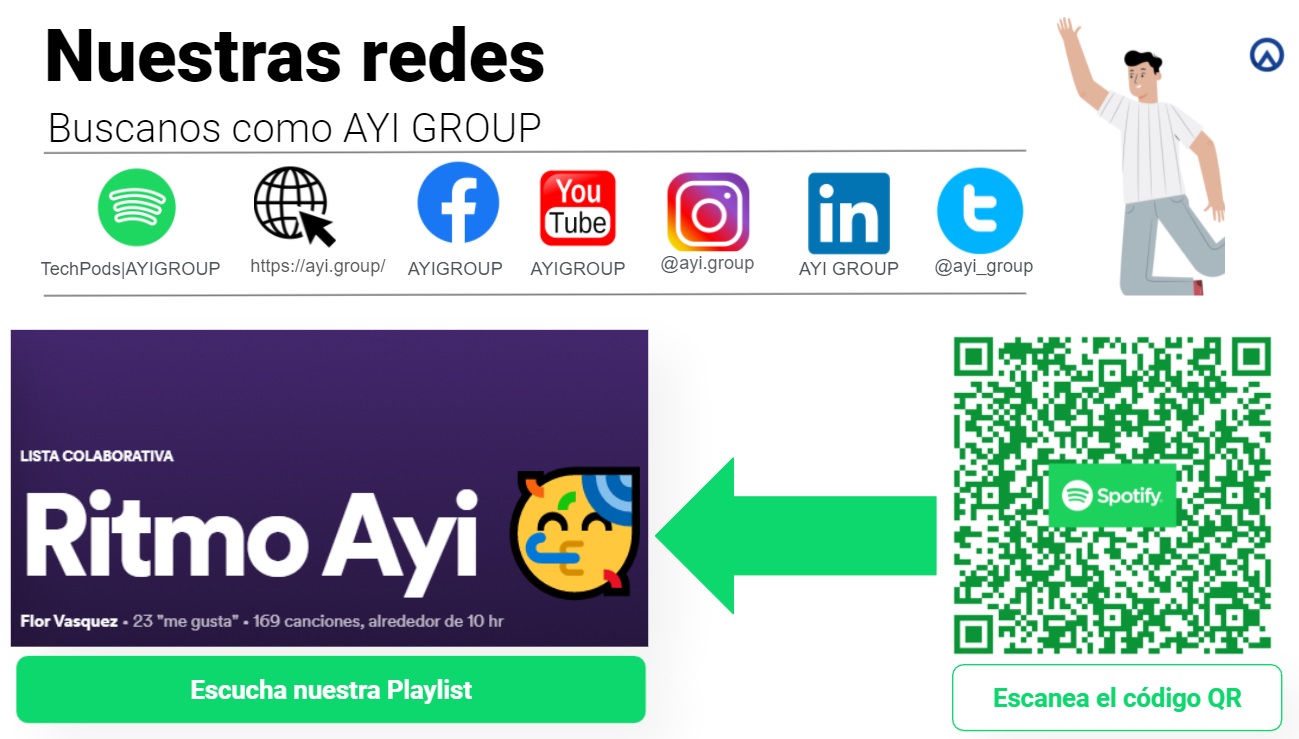 Nuestras redes
Buscanos como AYI GROUP
You
Tube
in
TechPods|AYIGROUP
https://ayi.group/
AYIGROUP
AYIGROUP
@ayi.group
AYI GROUP
@ayi_group
LISTA COLABORATIVA
Ritmo Ayi
Flor Vasquez • 23 "me gusta" • 169 canciones, alrededor de 10 hr
Escucha nuestra Playlist
Spotify
Escanea el código QR